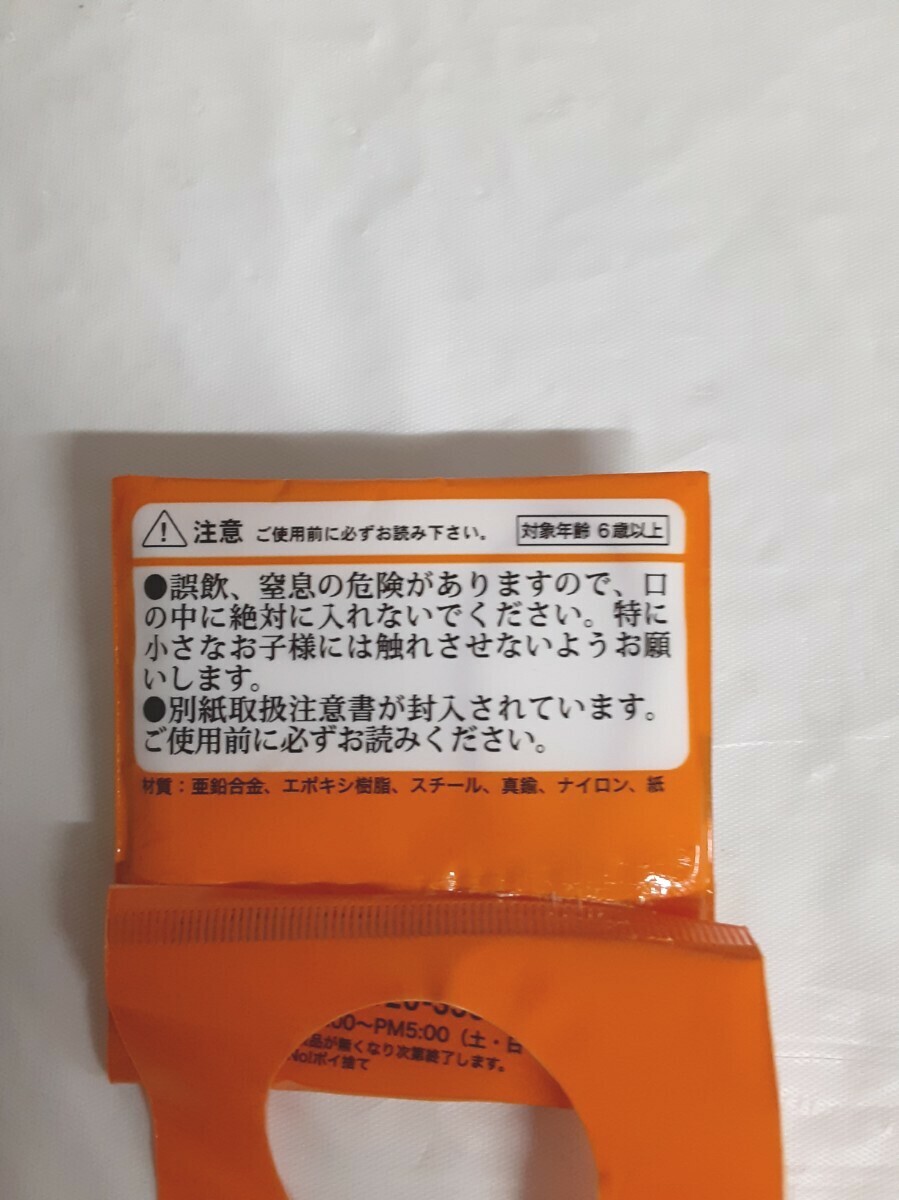 注意 ご使用前に必ずお読み下さい。 対象年齢 6歳以上
●誤飲、窒息の危険がありますので、口
の中に絶対に入れないでください。特に
小さなお子様には触れさせないようお願
いします。
●別紙取扱注意書が封入されています。
ご使用前に必ずお読みください。
材質：亜鉛合金、エポキシ樹脂、スチール、真鍮、ナイロン、紙
:00〜PM5:00（土・日
品が無くなり次第終了します。
No!ポイ捨て